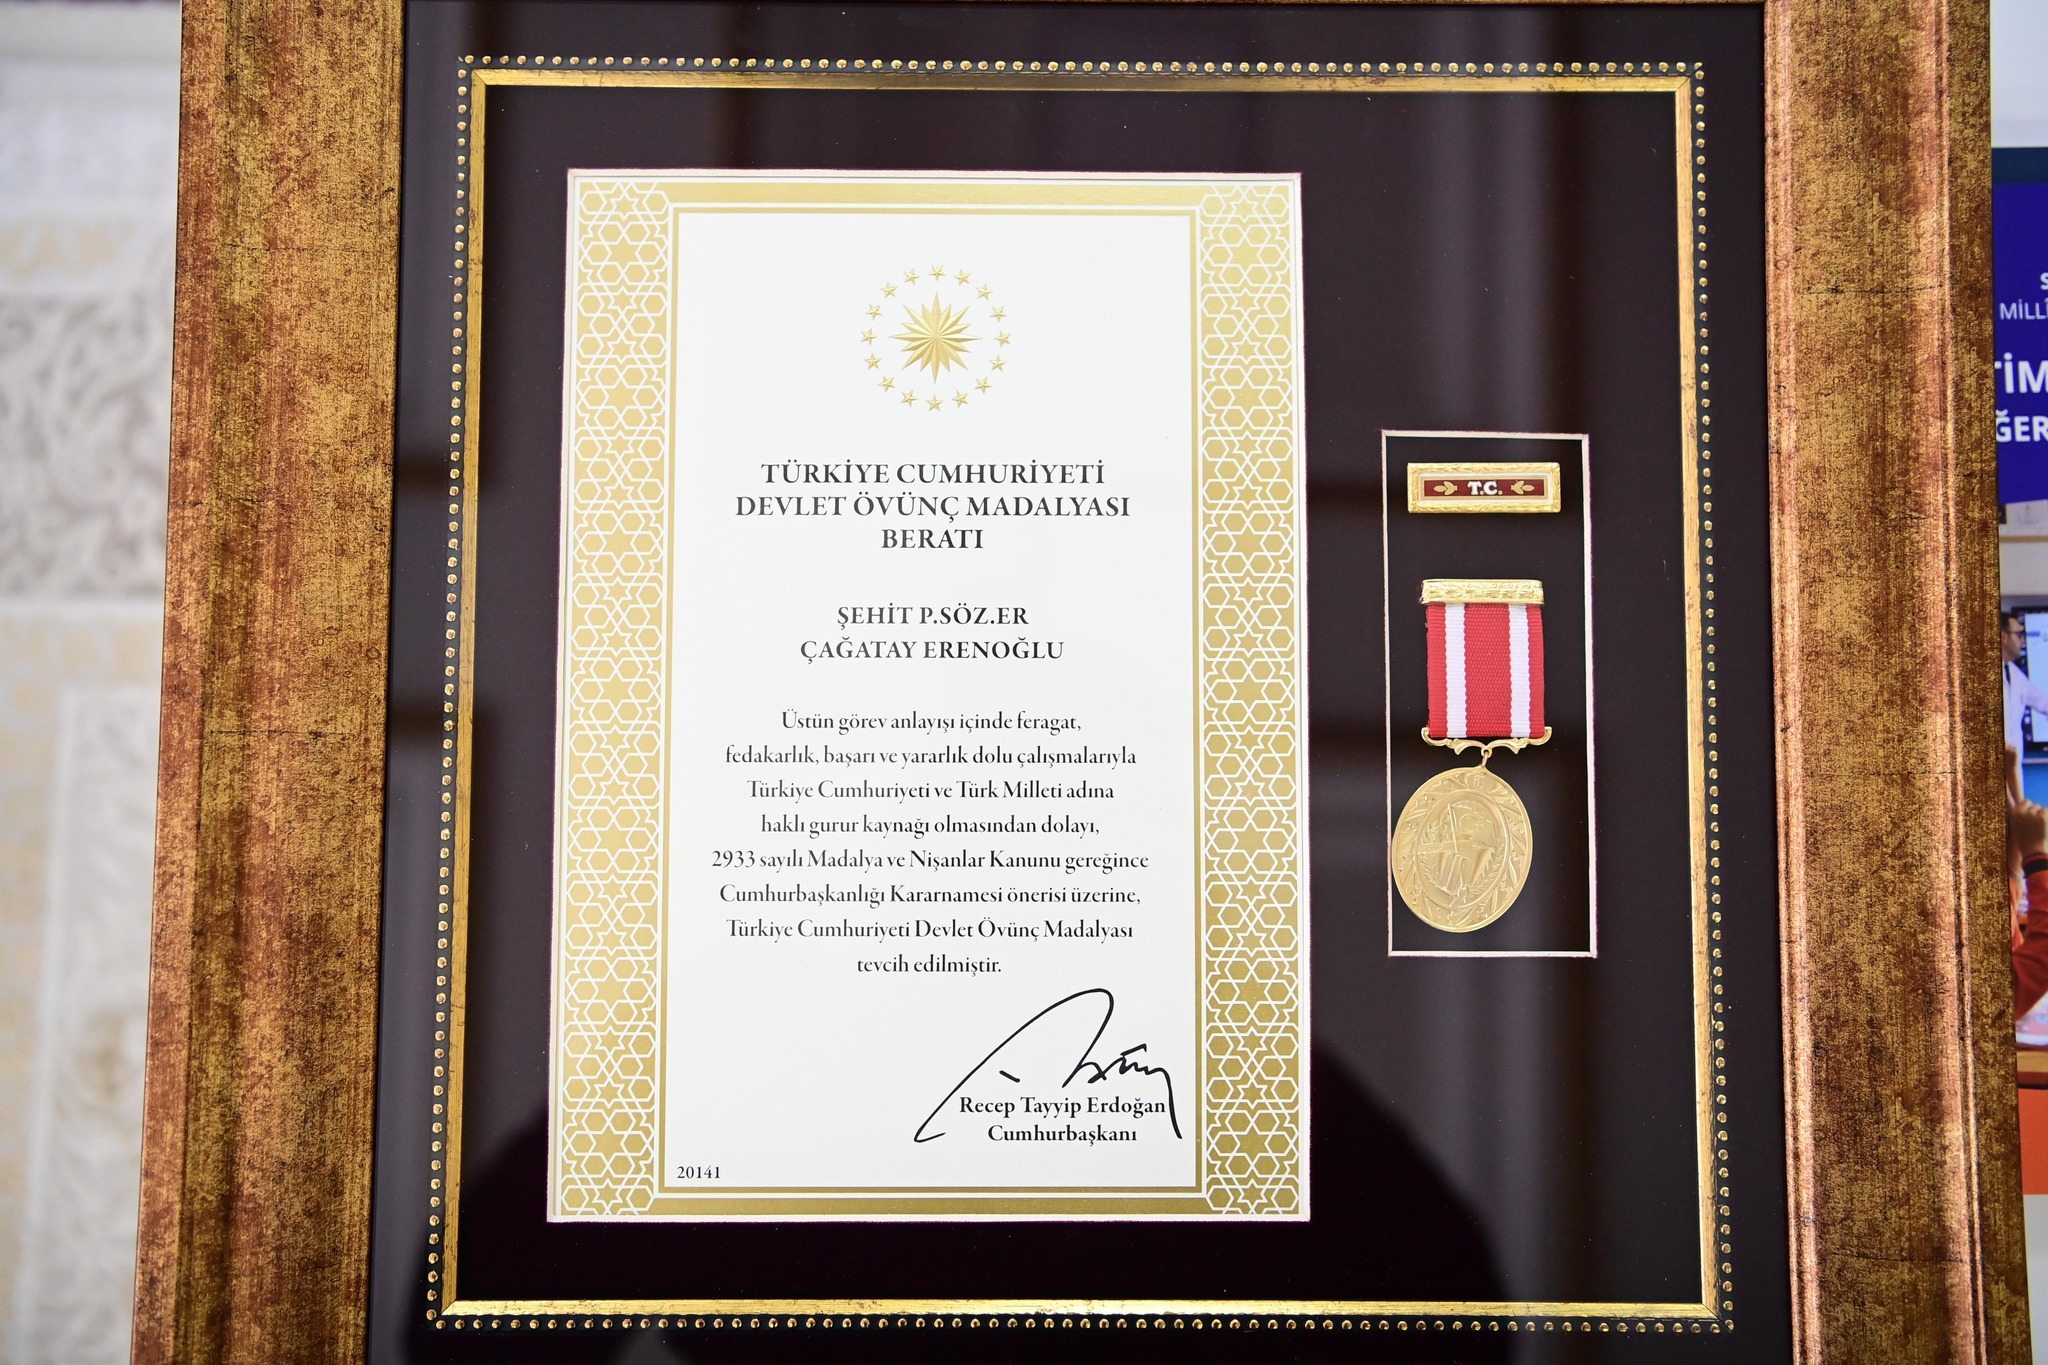 TÜRKİYE CUMHURİYETİ
DEVLET ÖVÜNÇ MADALYASI
BERATI
ŞEHİT P.SÖZ.ER
ÇAĞATAY ERENOĞLU
Üstün görev anlayışı içinde feragat,
fedakarlık, başarı ve yararlık dolu çalışmalarıyla
Türkiye Cumhuriyeti ve Türk Milleti adına
haklı gurur kaynağı olmasından dolayı,
2933 sayılı Madalya ve Nişanlar Kanunu gereğince
Cumhurbaşkanlığı Kararnamesi önerisi üzerine,
Türkiye Cumhuriyeti Devlet Övünç Madalyası
tevcih edilmiştir.
Recep Tayyip Erdoğan
Cumhurbaşkanı
20141
T.C.